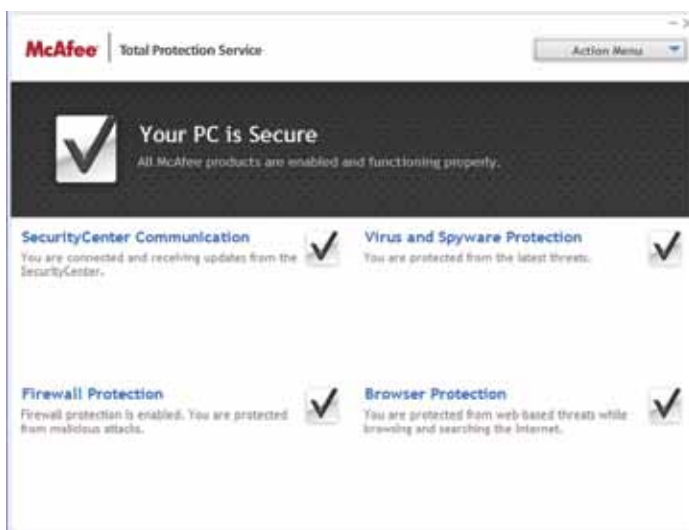 McAfee Total Protection Service
Action Menu
Your PC is Secure
All McAfee products are enabled and functioning properly.
SecurityCenter Communication
You are connected and receiving updates from the
SecurityCenter.
Virus and Spyware Protection
You are protected from the latest threats.
Firewall Protection
Firewall protection is enabled. You are protected
from malicious attacks.
Browser Protection
You are protected from web-based threats while
browsing and searching the Internet.